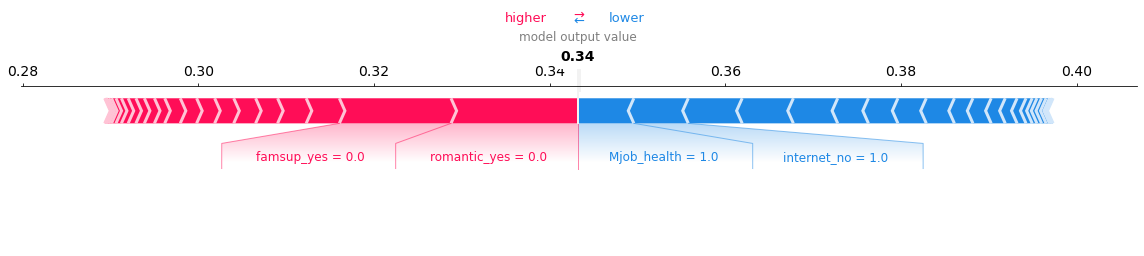 higher ⇄ lower
model output value
0.34
0.28 0.30 0.32 0.34 0.36 0.38 0.40
famsup_yes = 0.0 romantic_yes = 0.0 Mjob_health = 1.0 internet_no = 1.0